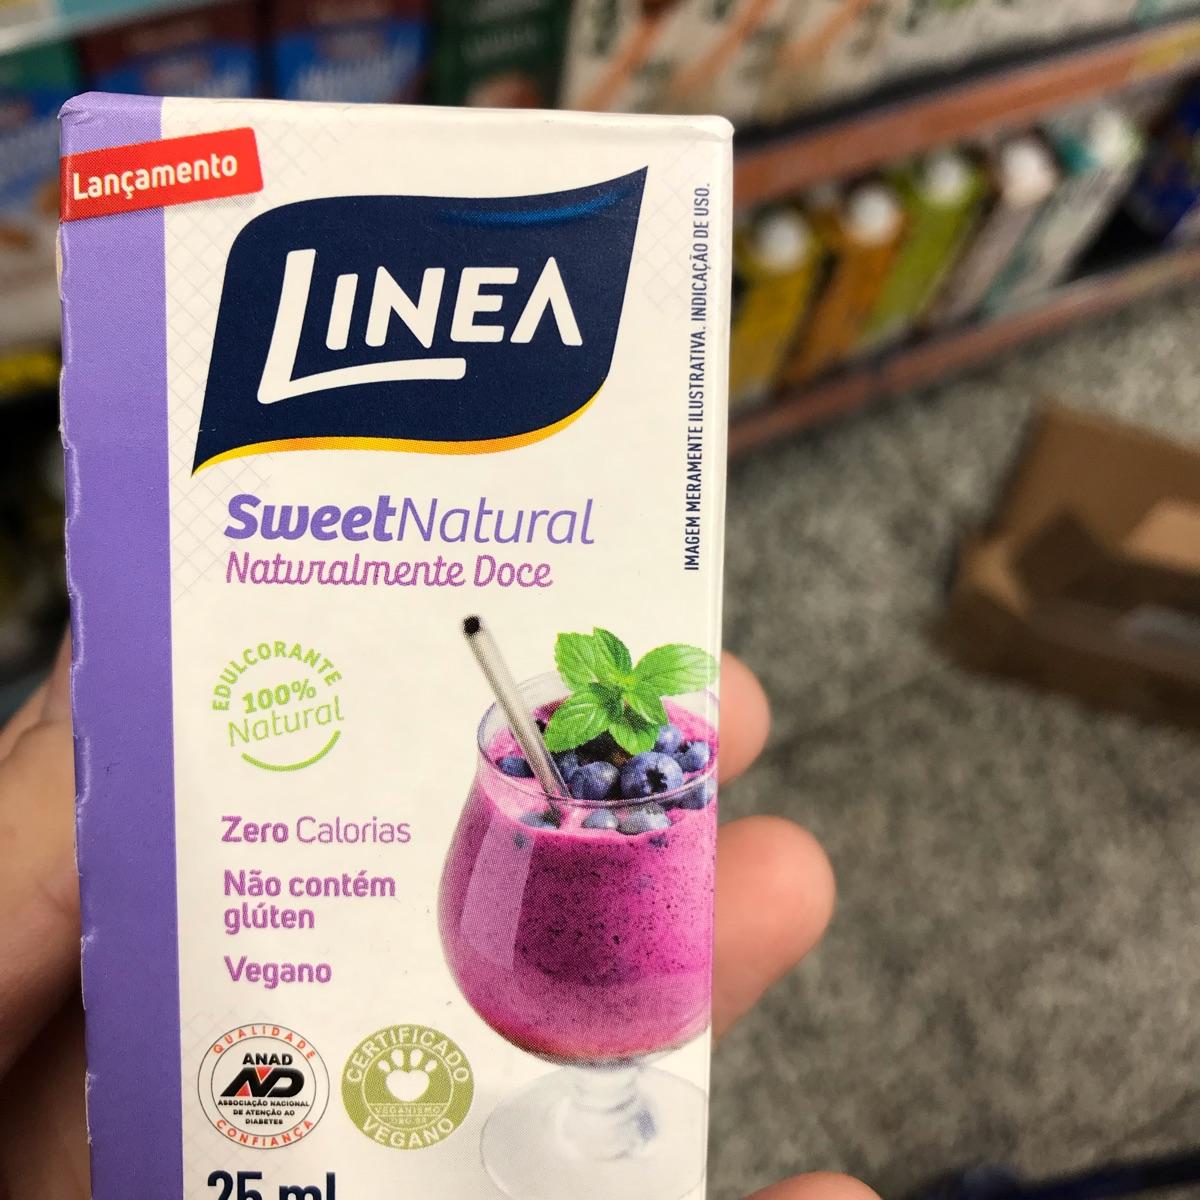 Lançamento
LINEA
SweetNatural
Naturalmente Doce
EDULCORANTE
100%
Natural
Zero Calorias
Não contém
glúten
Vegano
QUALIDADE
ANAD
ASSOCIAÇÃO NACIONAL
DE ATENÇÃO AO
DIABETES
CONFIANÇA
CERTIFICADO
VEGANISMO
VEGANO
25 ml
IMAGEM MERAMENTE ILUSTRATIVA. INDICAÇÃO DE USO.